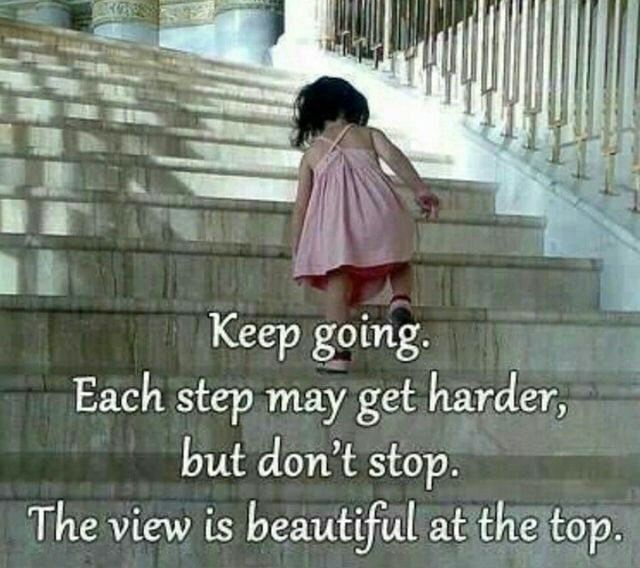 Keep going.
Each step may get harder,
but don't stop.
The view is beautiful at the top.